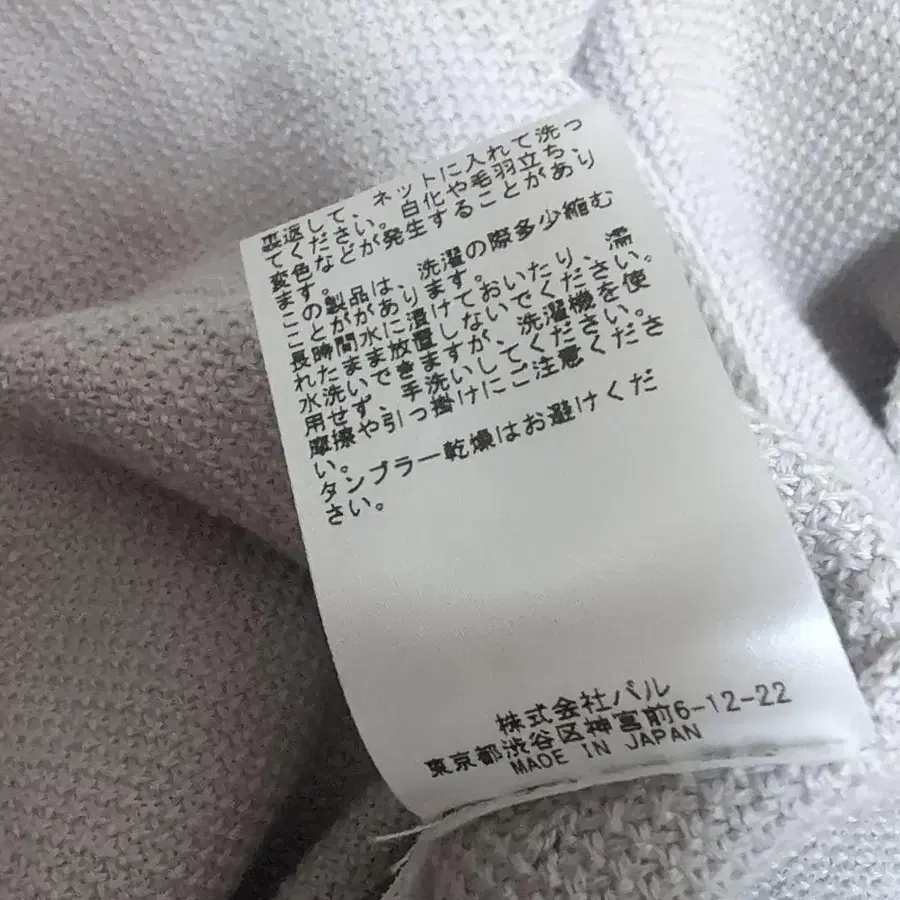 裏返して、ネットに入れて洗っ
てください。白化や毛羽立ち、
変色などが発生することがあり
ます。
この製品は、洗濯の際多少縮む
ことがあります。
長時間水に漬けておいたり、濡
れたまま放置しないでください。
水洗いできますが、洗濯機を使
用せず、手洗いしてください。
摩擦や引っ掛けにご注意くださ
い。
タンブラー乾燥はお避けくだ
さい。
株式会社パル
東京都渋谷区神宮前6-12-22
MADE IN JAPAN